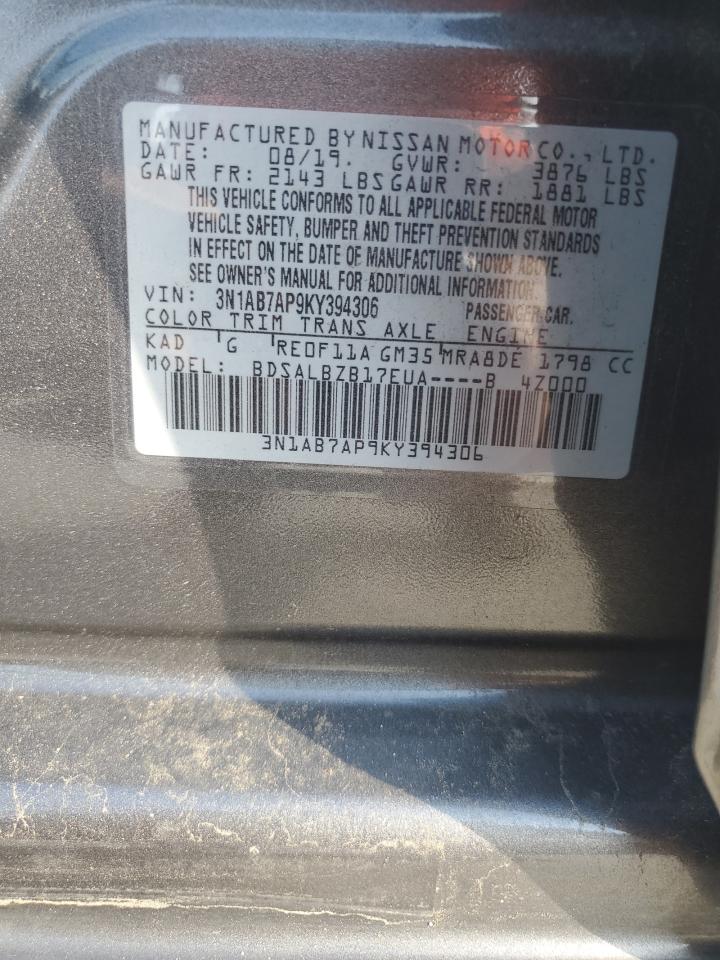 MANUFACTURED BY NISSAN MOTOR CO., LTD.
DATE: 08/19. GVWR: 3876 LBS
GAWR FR: 2143 LBS GAWR RR: 1881 LBS
THIS VEHICLE CONFORMS TO ALL APPLICABLE FEDERAL MOTOR
VEHICLE SAFETY, BUMPER AND THEFT PREVENTION STANDARDS
IN EFFECT ON THE DATE OF MANUFACTURE SHOWN ABOVE.
SEE OWNER'S MANUAL FOR ADDITIONAL INFORMATION.
VIN: 3N1AB7AP9KY394306 PASSENGER CAR.
COLOR TRIM TRANS AXLE ENGINE
KAD G RE0F11A GM35 MRA8DE 1798 CC
MODEL: BDSALBZB17EUA----B 4Z000
3N1AB7AP9KY394306